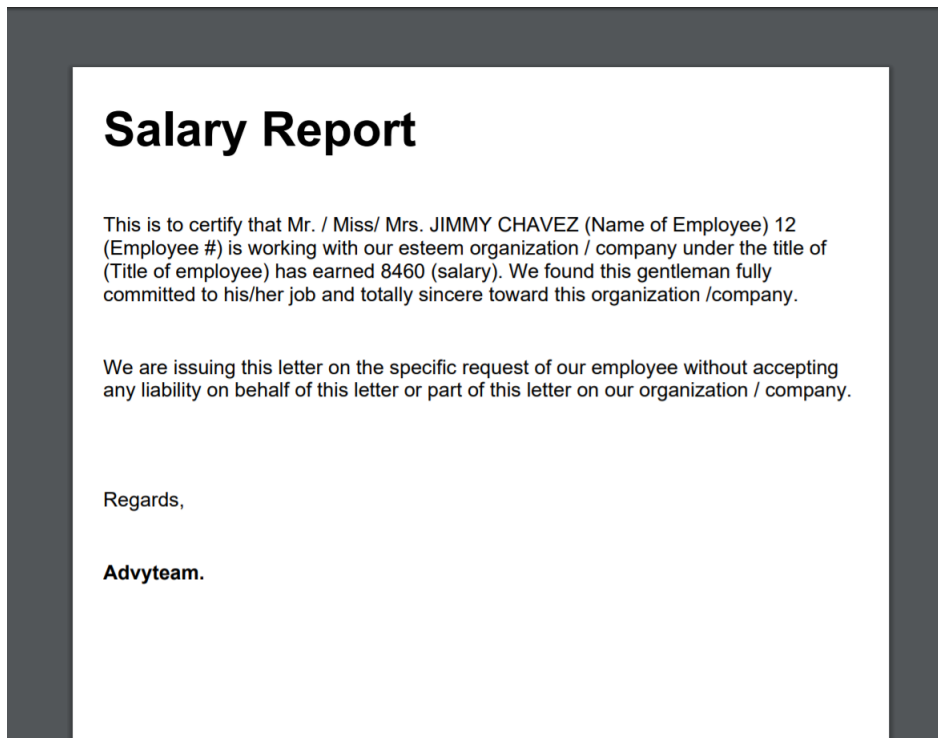 Salary Report
This is to certify that Mr. / Miss/ Mrs. JIMMY CHAVEZ (Name of Employee) 12
(Employee #) is working with our esteem organization / company under the title of
(Title of employee) has earned 8460 (salary). We found this gentleman fully
committed to his/her job and totally sincere toward this organization /company.
We are issuing this letter on the specific request of our employee without accepting
any liability on behalf of this letter or part of this letter on our organization / company.
Regards,
Advyteam.